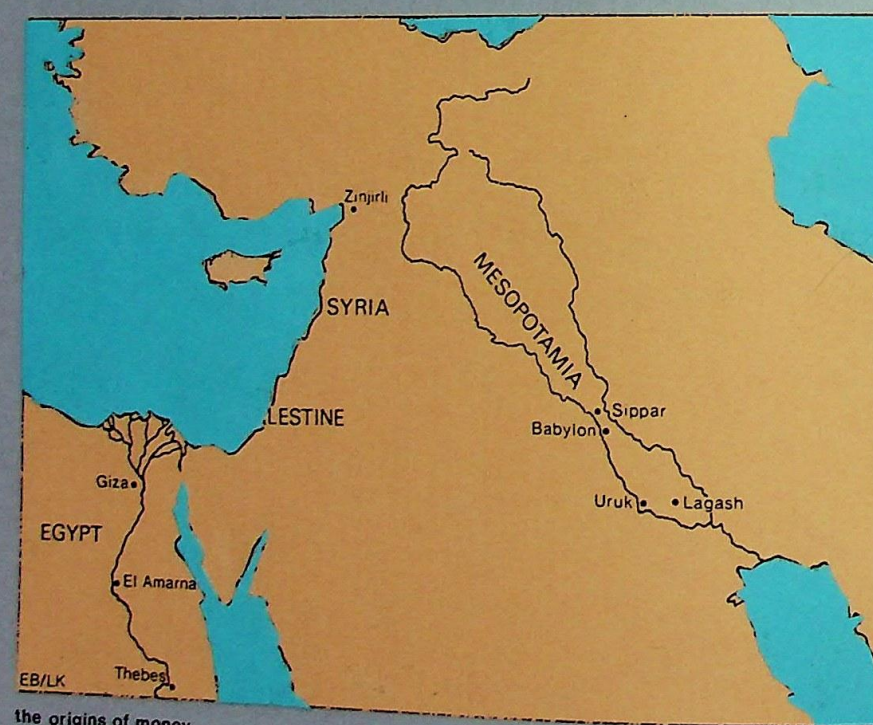 Zinjirli
MESOPOTAMIA
SYRIA
LESTINE
Sippar
Babylon
Giza
Uruk
Lagash
EGYPT
El Amarna
Thebes
EB/LK
the origins of money